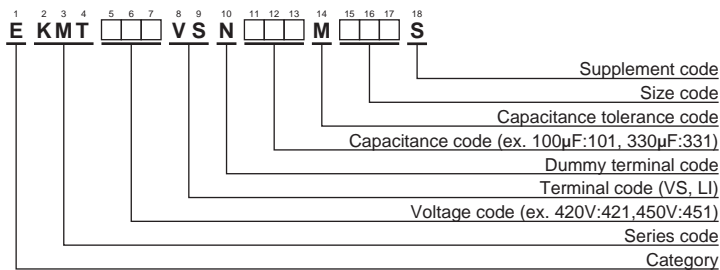 1 2 3 4 5 6 7 8 9 10 11 12 13 14 15 16 17 18
E KMT □□□ VS N □□□ M □□□ S
Supplement code
Size code
Capacitance tolerance code
Capacitance code (ex. 100µF:101, 330µF:331)
Dummy terminal code
Terminal code (VS, LI)
Voltage code (ex. 420V:421,450V:451)
Series code
Category